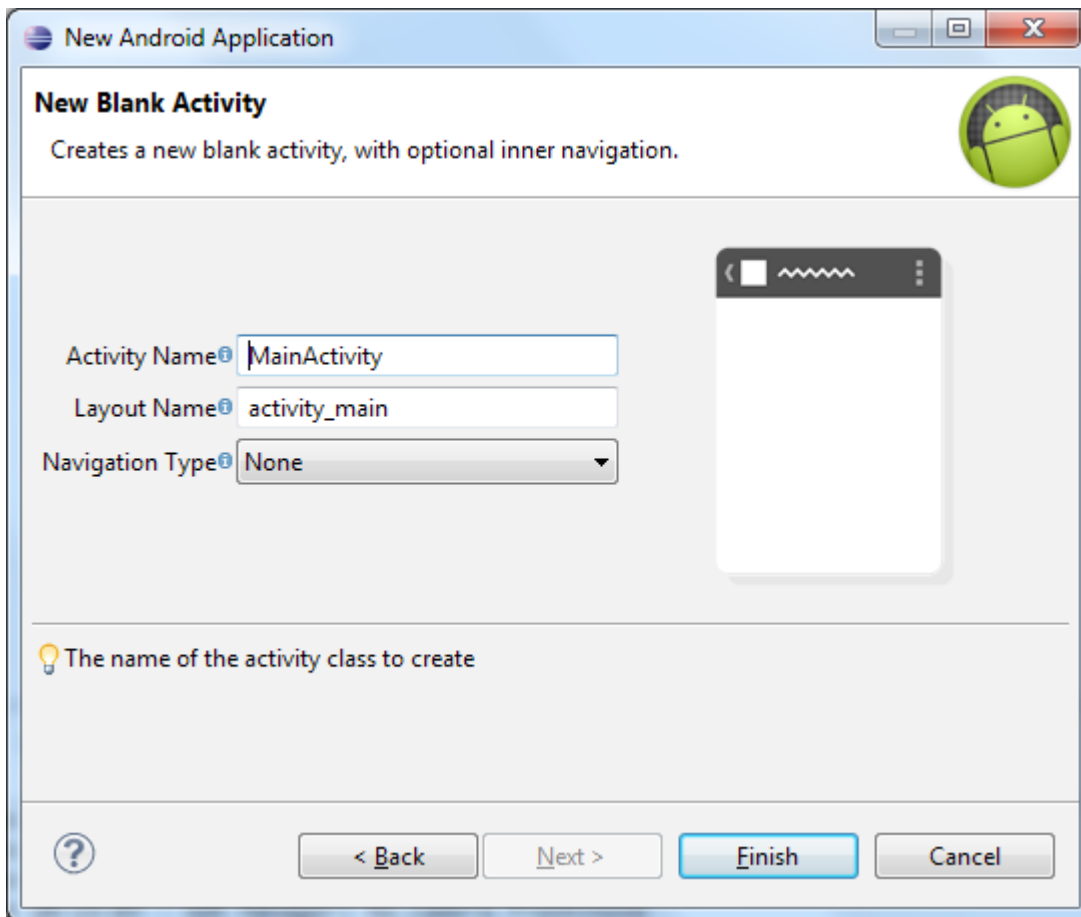 New Android Application
New Blank Activity
Creates a new blank activity, with optional inner navigation.
Activity Name MainActivity
Layout Name activity_main
Navigation Type None
The name of the activity class to create
< Back Next > Finish Cancel